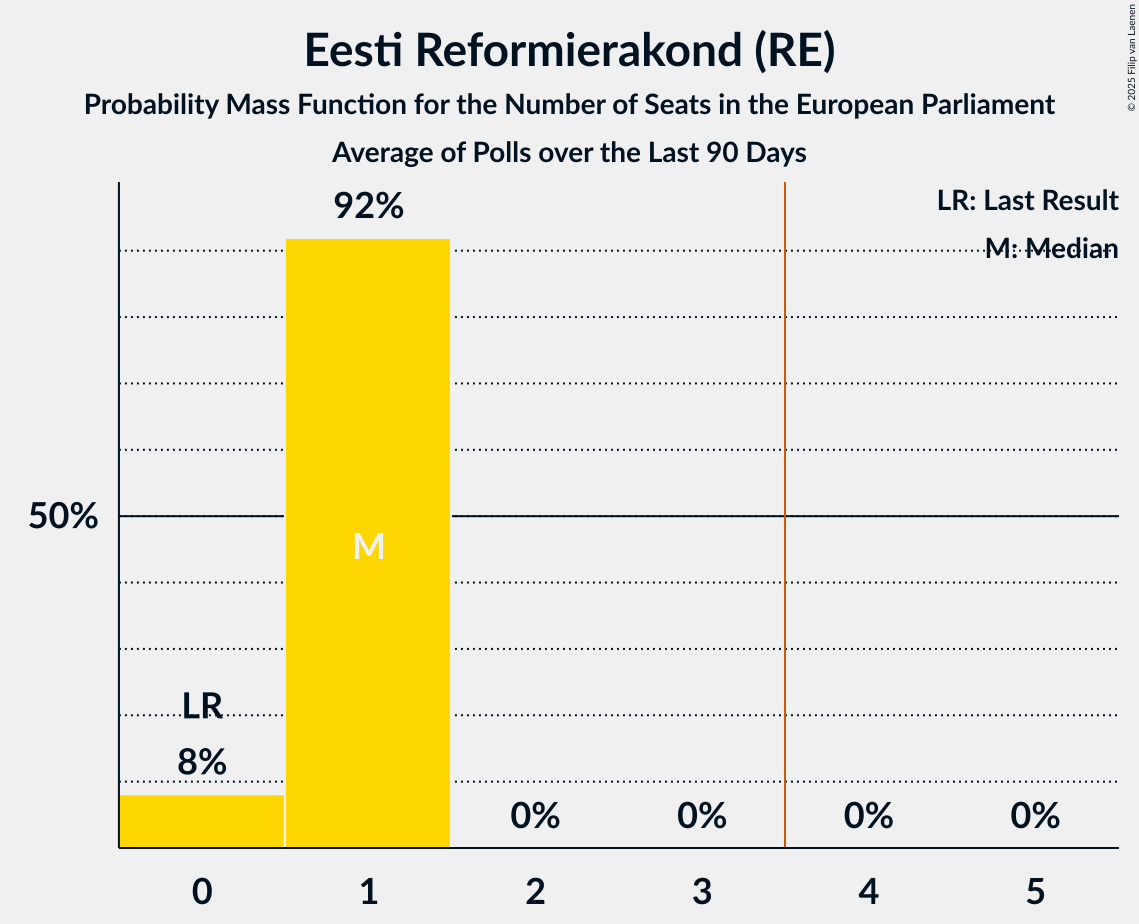 Eesti Reformierakond (RE)
Probability Mass Function for the Number of Seats in the European Parliament
Average of Polls over the Last 90 Days
© 2025 Filip van Laenen
LR: Last Result
M: Median
92%
50%
M
LR
8%
0%
0%
0%
0%
0
1
2
3
4
5